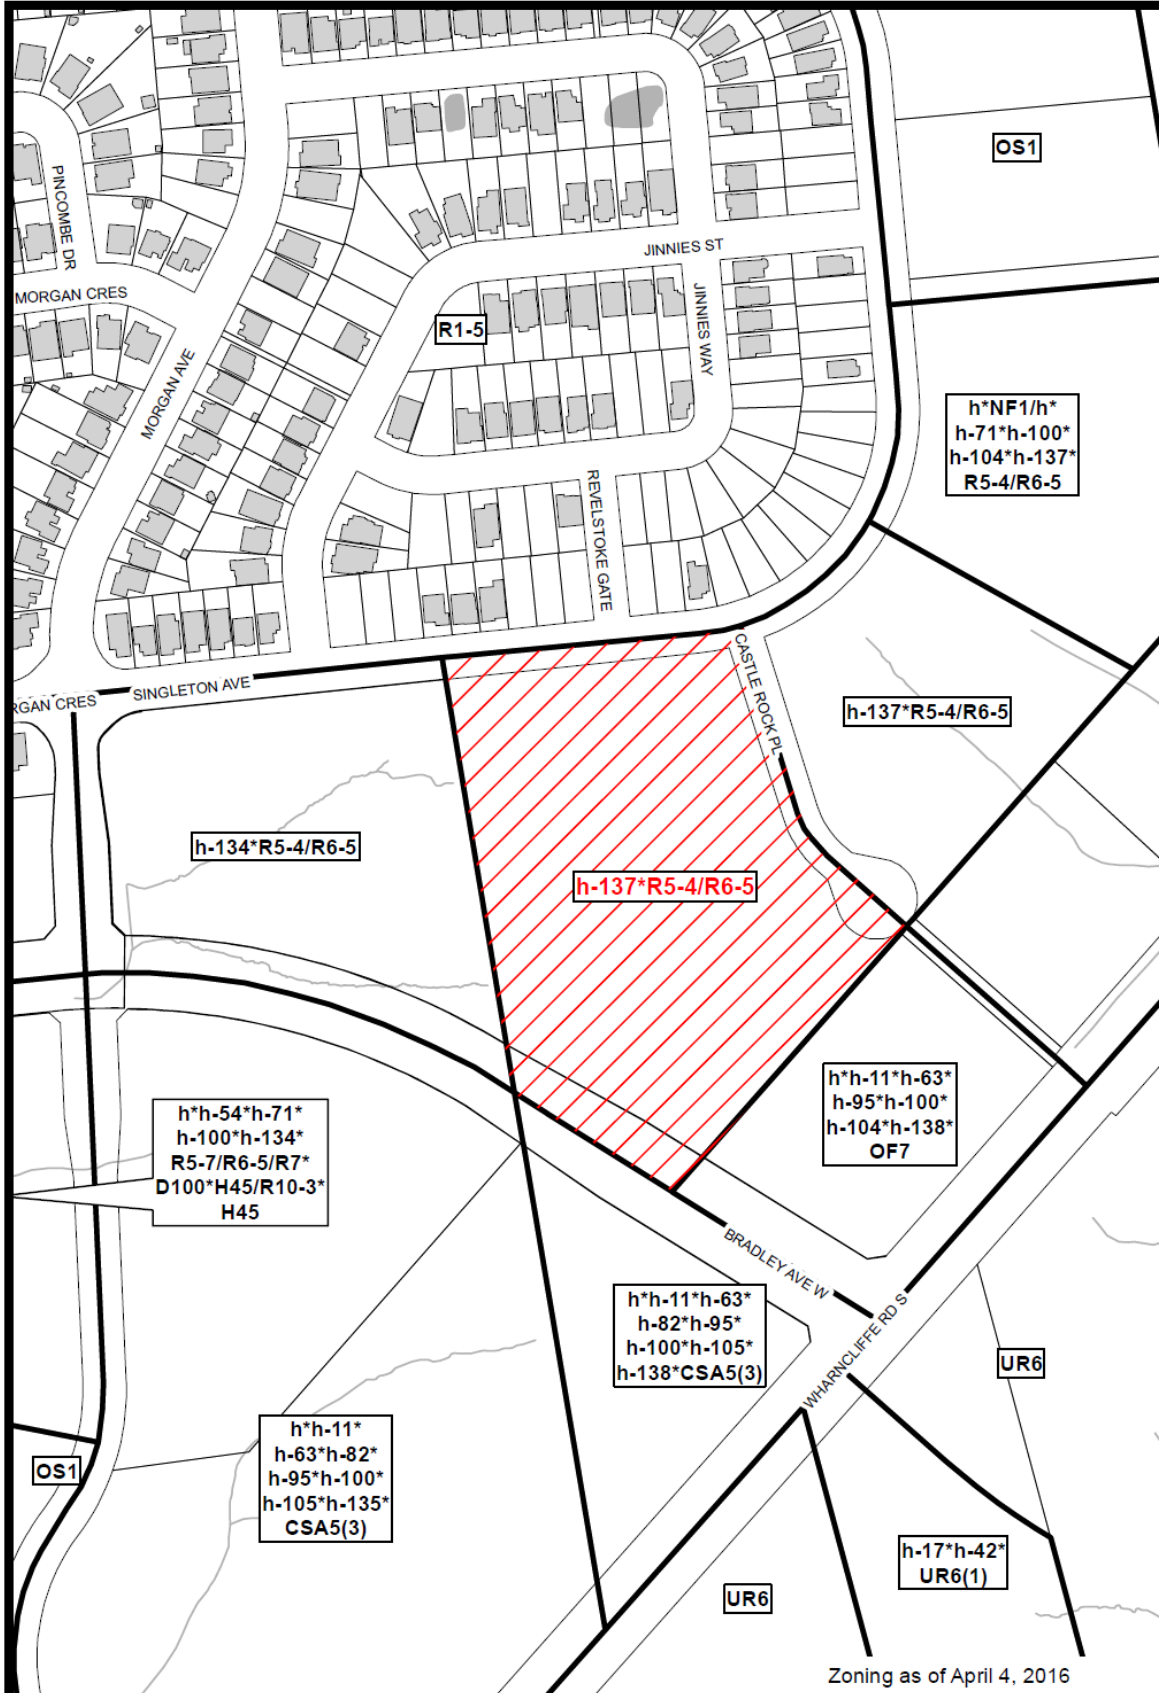 OS1
PINCOMBE DR
JINNIES ST
MORGAN CRES
R1-5
JINNIES WAY
MORGAN AVE
h*NF1/h*
h-71*h-100*
h-104*h-137*
R5-4/R6-5
REVELSTOKE GATE
CASTLE ROCK PL
SINGLETON AVE
RGAN CRES
h-137*R5-4/R6-5
h-134*R5-4/R6-5
h-137*R5-4/R6-5
h*h-11*h-63*
h-95*h-100*
h-104*h-138*
OF7
h*h-54*h-71*
h-100*h-134*
R5-7/R6-5/R7*
D100*H45/R10-3*
H45
BRADLEY AVE W
h*h-11*h-63*
h-82*h-95*
h-100*h-105*
h-138*CSA5(3)
WHARNCLIFFE RD S
UR6
h*h-11*
h-63*h-82*
h-95*h-100*
h-105*h-135*
CSA5(3)
OS1
h-17*h-42*
UR6(1)
UR6
Zoning as of April 4, 2016